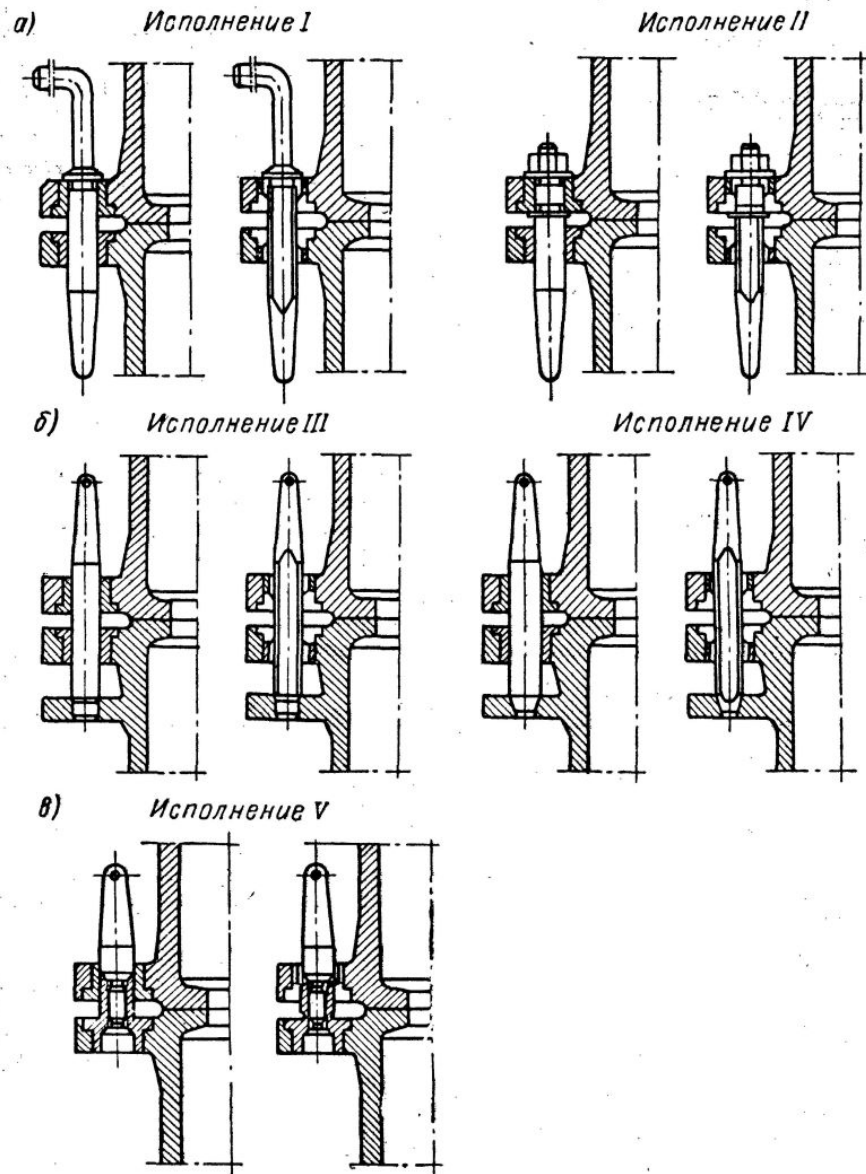 а) Исполнение I Исполнение II
б) Исполнение III Исполнение IV
в) Исполнение V